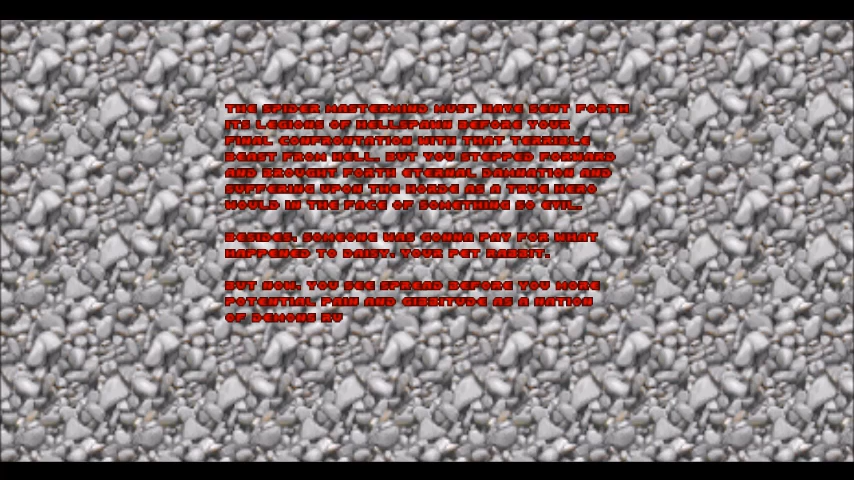 THE SPIDER MASTERMIND MUST HAVE SENT FORTH
ITS LEGIONS OF HELLSPAWN BEFORE YOUR
FINAL CONFRONTATION WITH THAT TERRIBLE
BEAST FROM HELL. BUT YOU STEPPED FORWARD
AND BROUGHT FORTH ETERNAL DAMNATION AND
SUFFERING UPON THE HORDE AS A TRUE HERO
WOULD IN THE FACE OF SOMETHING SO EVIL.
BESIDES, SOMEONE WAS GONNA PAY FOR WHAT
HAPPENED TO DAISY, YOUR PET RABBIT.
BUT NOW, YOU SEE SPREAD BEFORE YOU MORE
POTENTIAL PAIN AND GIBBITUDE AS A NATION
OF DEMONS RU